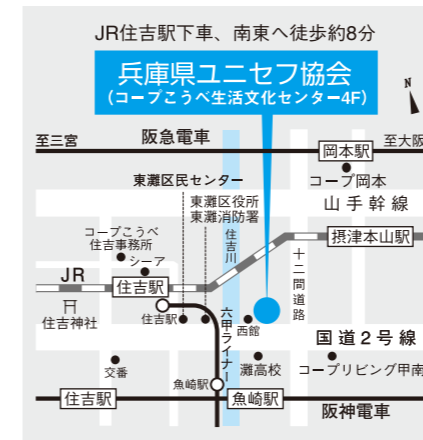 JR住吉駅下車、南東へ徒歩約8分
兵庫県ユニセフ協会
（コープこうべ生活文化センター4F）
N
至三宮
阪急電車
至大阪
岡本駅
コープ岡本
東灘区民センター
山手幹線
東灘区役所
東灘消防署
コープこうべ
住吉事務所
住吉川
摂津本山駅
シーア
十二間道路
JR
住吉駅
住吉神社
住吉駅
六甲ライナー
西館
国道2号線
交番
灘高校
コープリビング甲南
魚崎駅
住吉駅
魚崎駅
阪神電車